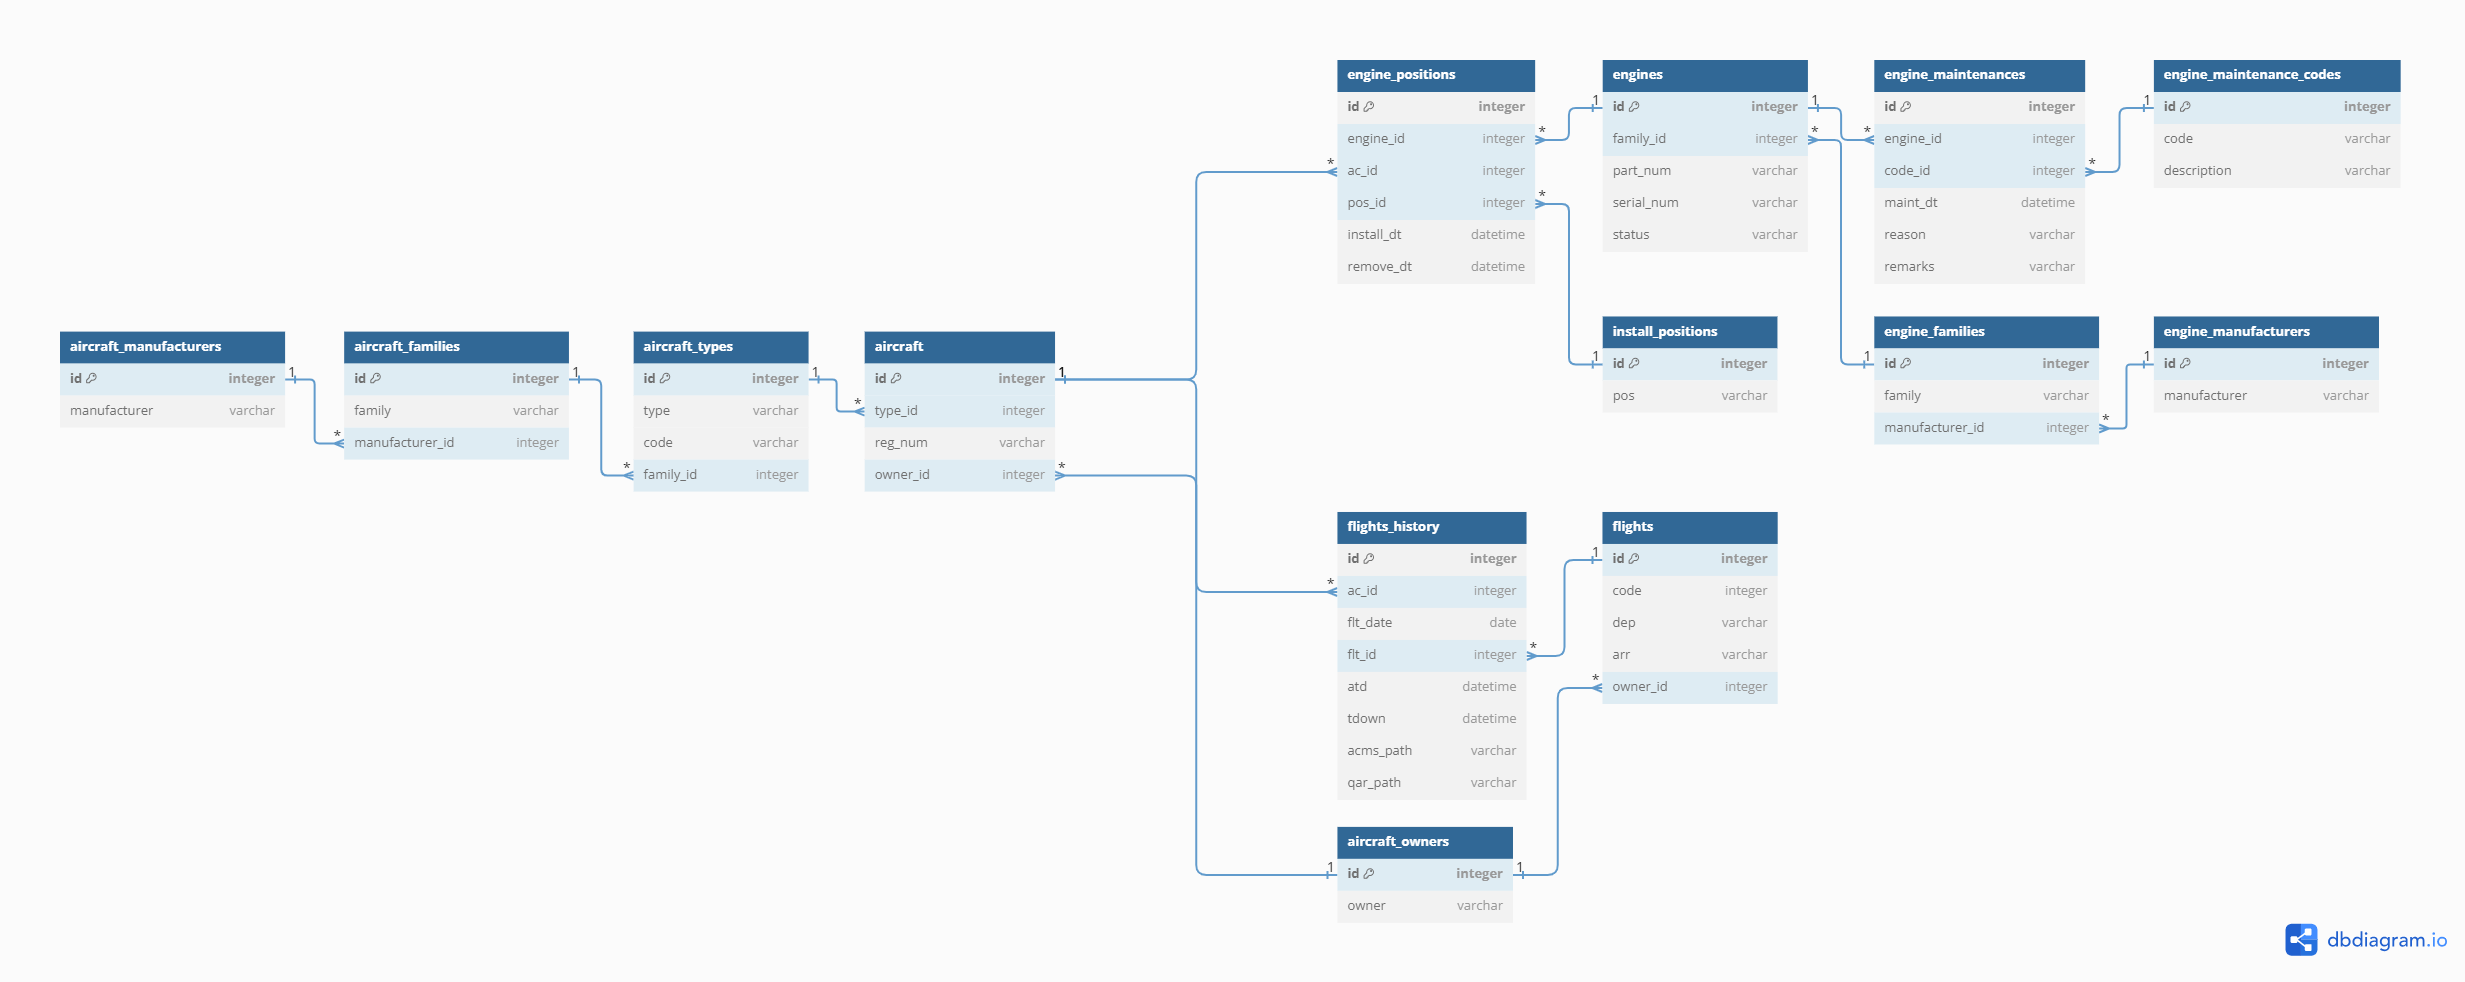 engine_positions
id integer
engine_id integer
ac_id integer
pos_id integer
install_dt datetime
remove_dt datetime
engines
id integer
family_id integer
part_num varchar
serial_num varchar
status varchar
engine_maintenances
id integer
engine_id integer
code_id integer
maint_dt datetime
reason varchar
remarks varchar
engine_maintenance_codes
id integer
code varchar
description varchar
aircraft_manufacturers
id integer
manufacturer varchar
aircraft_families
id integer
family varchar
manufacturer_id integer
aircraft_types
id integer
type varchar
code varchar
family_id integer
aircraft
id integer
type_id integer
reg_num varchar
owner_id integer
install_positions
id integer
pos varchar
engine_families
id integer
family varchar
manufacturer_id integer
engine_manufacturers
id integer
manufacturer varchar
flights_history
id integer
ac_id integer
flt_date date
flt_id integer
atd datetime
tdown datetime
acms_path varchar
qar_path varchar
flights
id integer
code integer
dep varchar
arr varchar
owner_id integer
aircraft_owners
id integer
owner varchar
1 *
1 *
1 *
1 *
1 *
* 1
* 1
* 1
1 *
* 1
* 1
* 1
* 1
1 *
dbdiagram.io